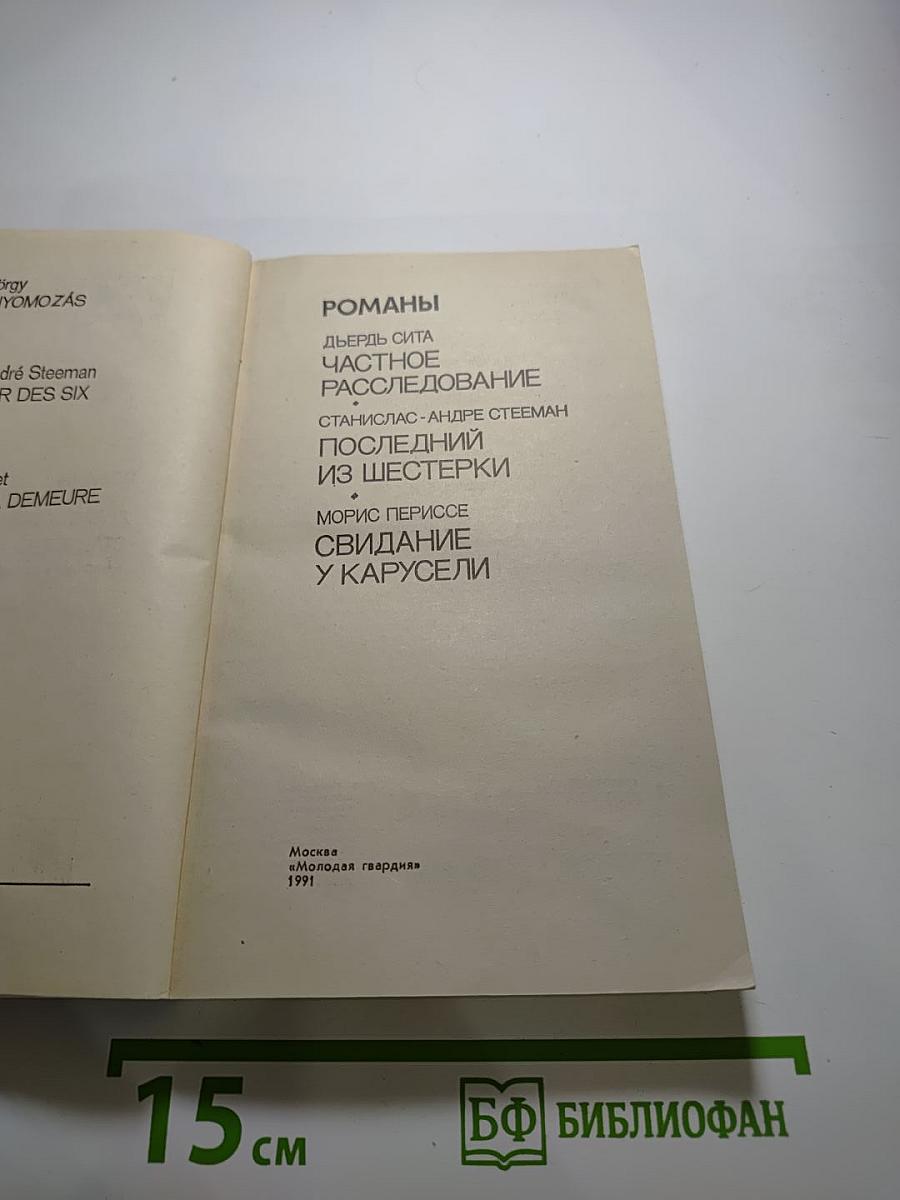 örgy
NYOMOZÁS
dré Steeman
R DES SIX
et
DEMEURE
РОМАНЫ
ДЬЕРДЬ СИТА
ЧАСТНОЕ
РАССЛЕДОВАНИЕ
СТАНИСЛАС-АНДРЕ СТЕЕМАН
ПОСЛЕДНИЙ
ИЗ ШЕСТЕРКИ
МОРИС ПЕРИССЕ
СВИДАНИЕ
У КАРУСЕЛИ
Москва
«Молодая гвардия»
1991
15 см
БФ БИБЛИОФАН